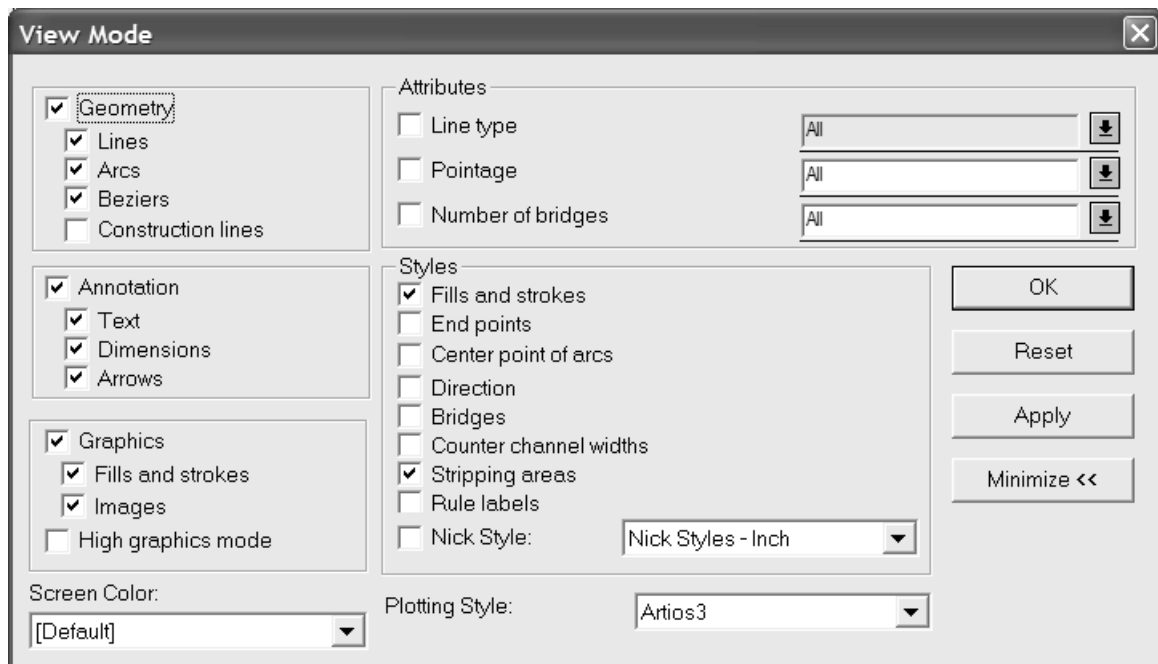 View Mode
Geometry
Lines
Arcs
Beziers
Construction lines
Annotation
Text
Dimensions
Arrows
Graphics
Fills and strokes
Images
High graphics mode
Screen Color:
[Default]
Attributes
Line type All
Pointage All
Number of bridges All
Styles
Fills and strokes
End points
Center point of arcs
Direction
Bridges
Counter channel widths
Stripping areas
Rule labels
Nick Style: Nick Styles - Inch
Plotting Style: Artios3
OK
Reset
Apply
Minimize <<